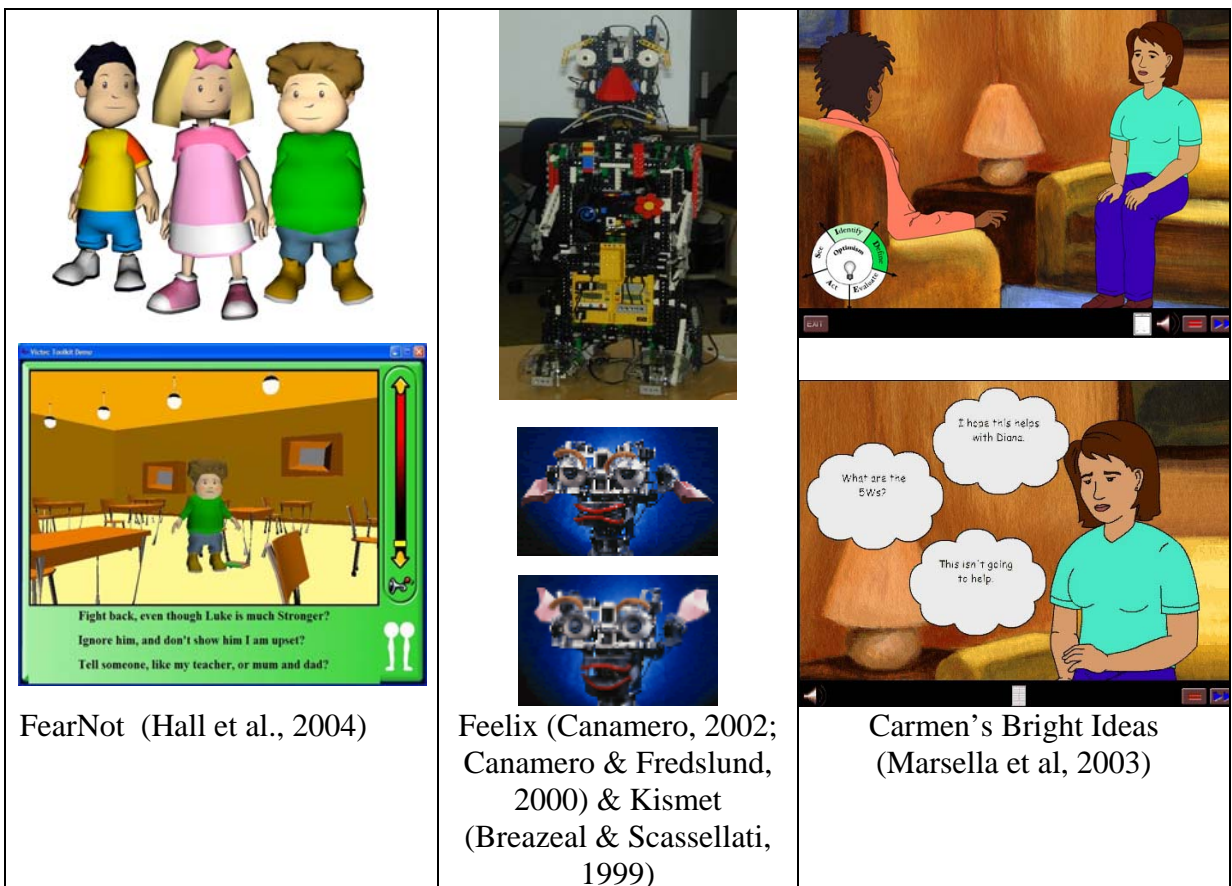 Victec Toolkit Demo
Fight back, even though Luke is much Stronger?
Ignore him, and don't show him I am upset?
Tell someone, like my teacher, or mum and dad?
FearNot (Hall et al., 2004)
Feelix (Canamero, 2002;
Canamero & Fredslund,
2000) & Kismet
(Breazeal & Scassellati,
1999)
Identify
Define
Evaluate
Act
See
Optimism
EXIT
I hope this helps
with Diana.
What are the
5Ws?
This isn't going
to help.
Carmen's Bright Ideas
(Marsella et al, 2003)